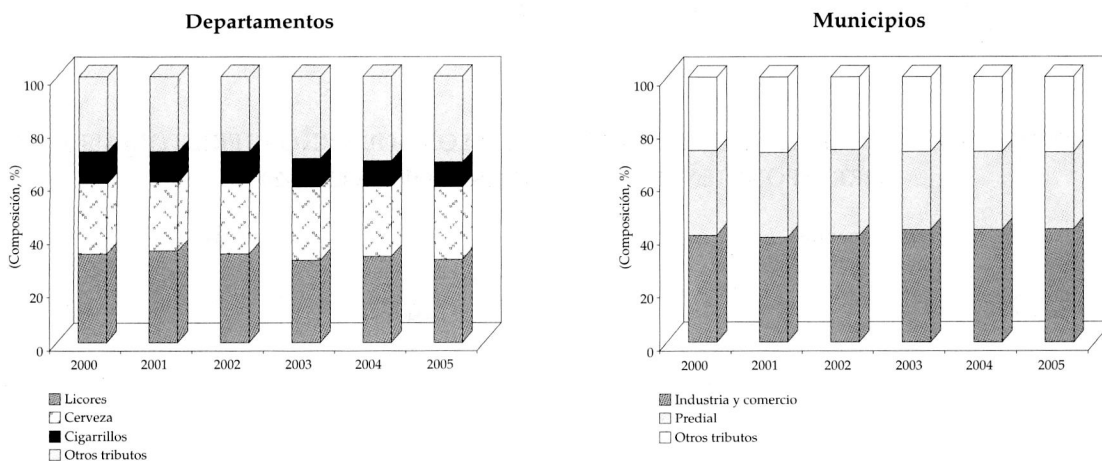 Departamentos
(Composición, %)
100
80
60
40
20
0
2000 2001 2002 2003 2004 2005
Licores
Cerveza
Cigarrillos
Otros tributos
Municipios
(Composición, %)
100
80
60
40
20
0
2000 2001 2002 2003 2004 2005
Industria y comercio
Predial
Otros tributos